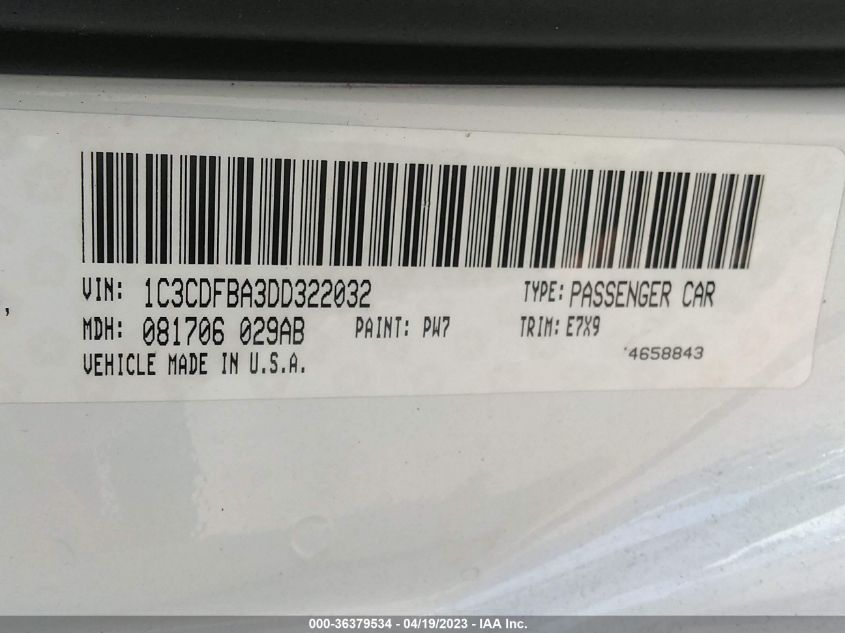 VIN: 1C3CDFBA3DD322032 TYPE: PASSENGER CAR
, MDH: 081706 029AB PAINT: PW7 TRIM: E7X9
VEHICLE MADE IN U.S.A. *4658843
000-36379534 - 04/19/2023 - IAA Inc.